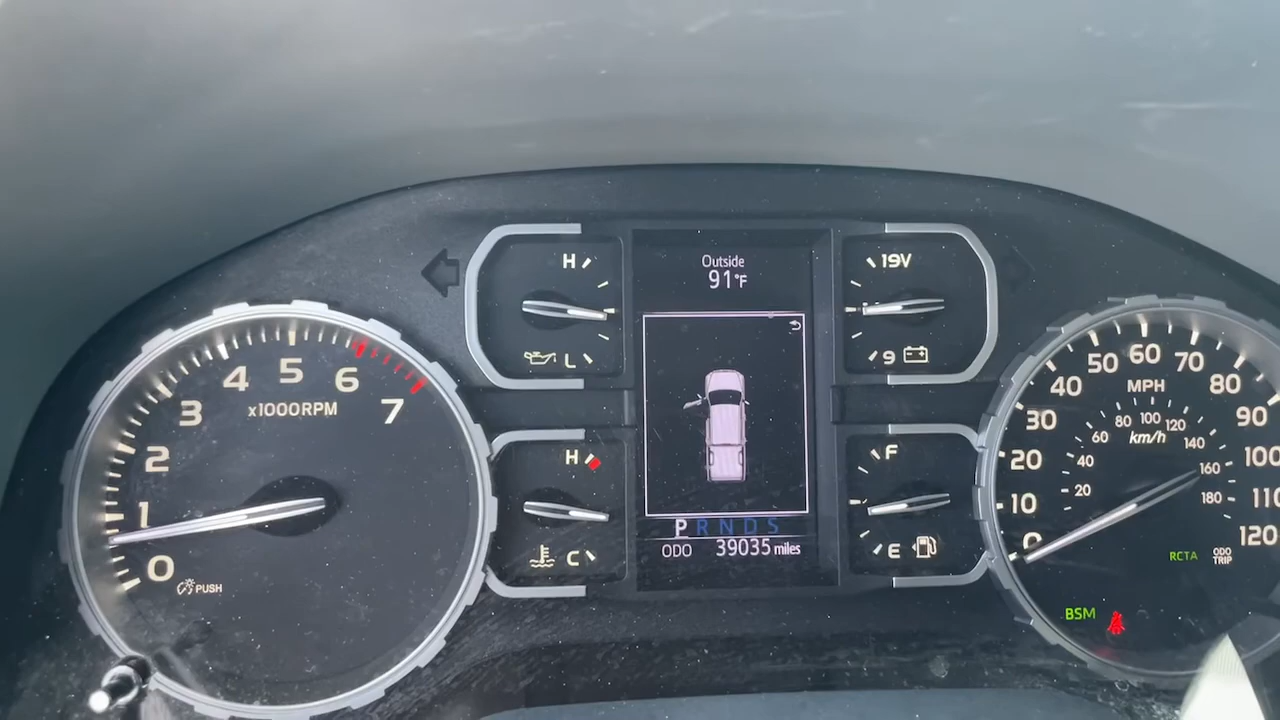 Outside
91°F
H
L
19V
9
0
1
2
3
4
5
6
7
x1000RPM
PUSH
H
C
F
E
P R N D S
ODO 39035 miles
0
10
20
30
40
50
60
70
80
90
100
110
120
MPH
20
40
60
80
100
120
140
160
180
km/h
RCTA
ODO
TRIP
BSM